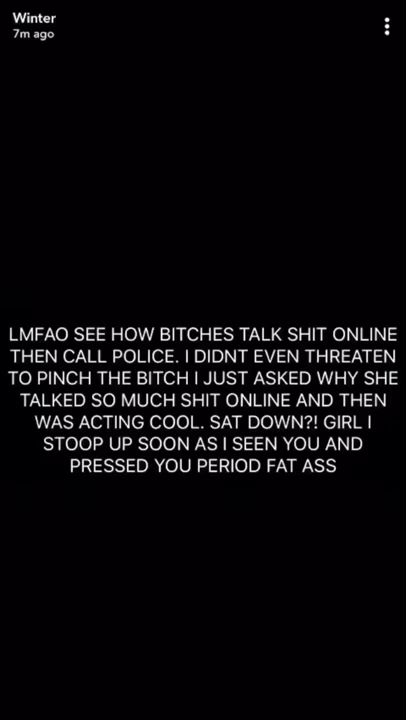 Winter
7m ago
LMFAO SEE HOW BITCHES TALK SHIT ONLINE
THEN CALL POLICE. I DIDNT EVEN THREATEN
TO PINCH THE BITCH I JUST ASKED WHY SHE
TALKED SO MUCH SHIT ONLINE AND THEN
WAS ACTING COOL. SAT DOWN?! GIRL I
STOOP UP SOON AS I SEEN YOU AND
PRESSED YOU PERIOD FAT ASS